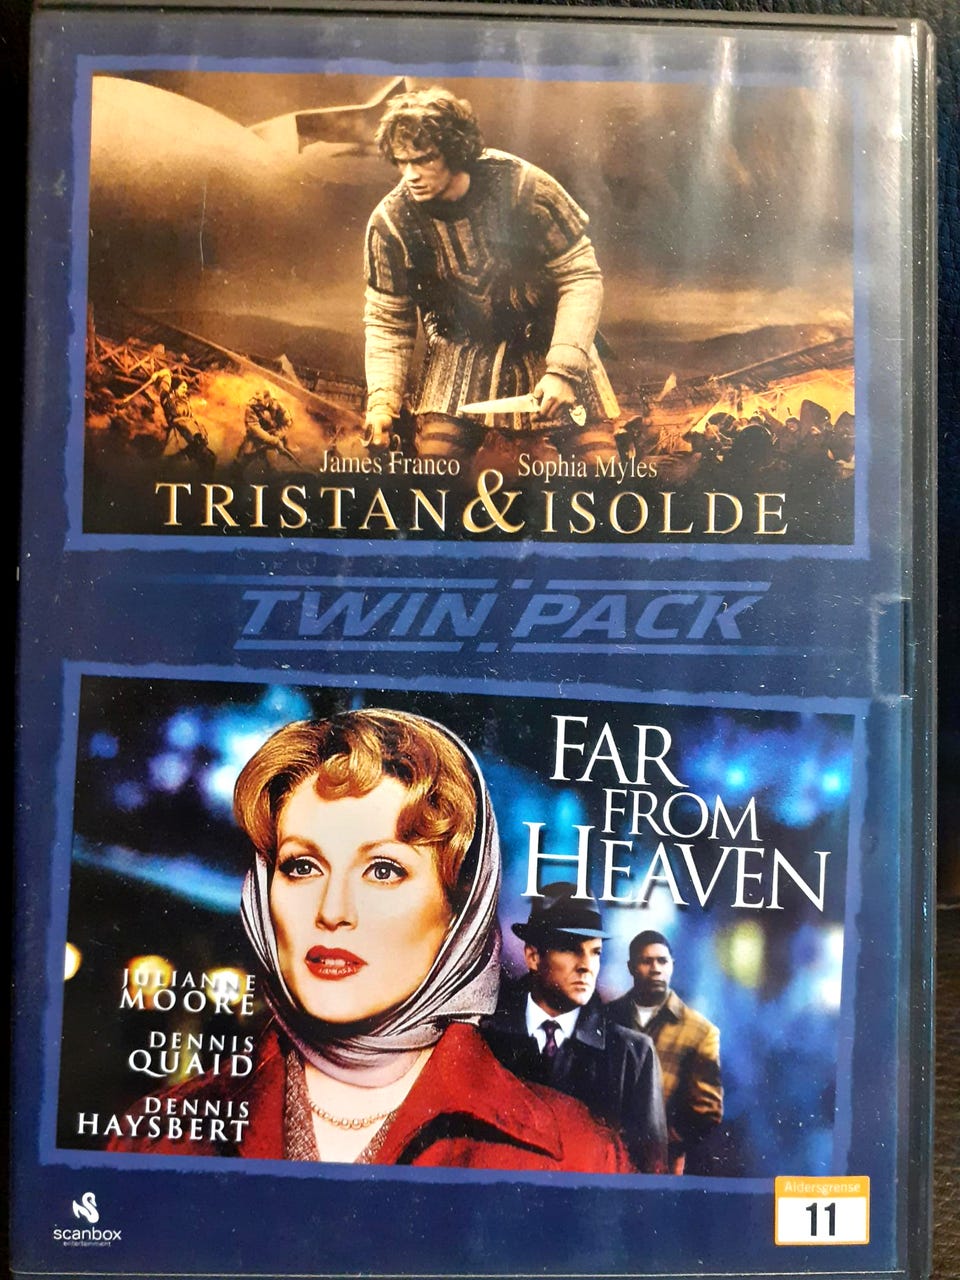 James Franco Sophia Myles
TRISTAN & ISOLDE
TWIN PACK
FAR
FROM
HEAVEN
JULIANNE
MOORE
DENNIS
QUAID
DENNIS
HAYSBERT
scanbox
entertainment
Aldersgrense
11